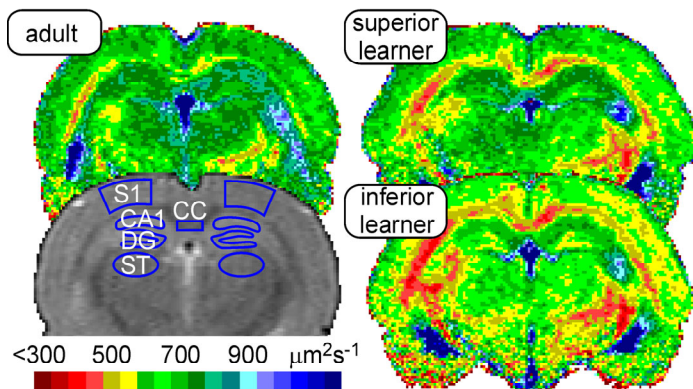 adult
superior
learner
S1
CC
CA1
DG
ST
inferior
learner
<300 500 700 900 μm²s⁻¹